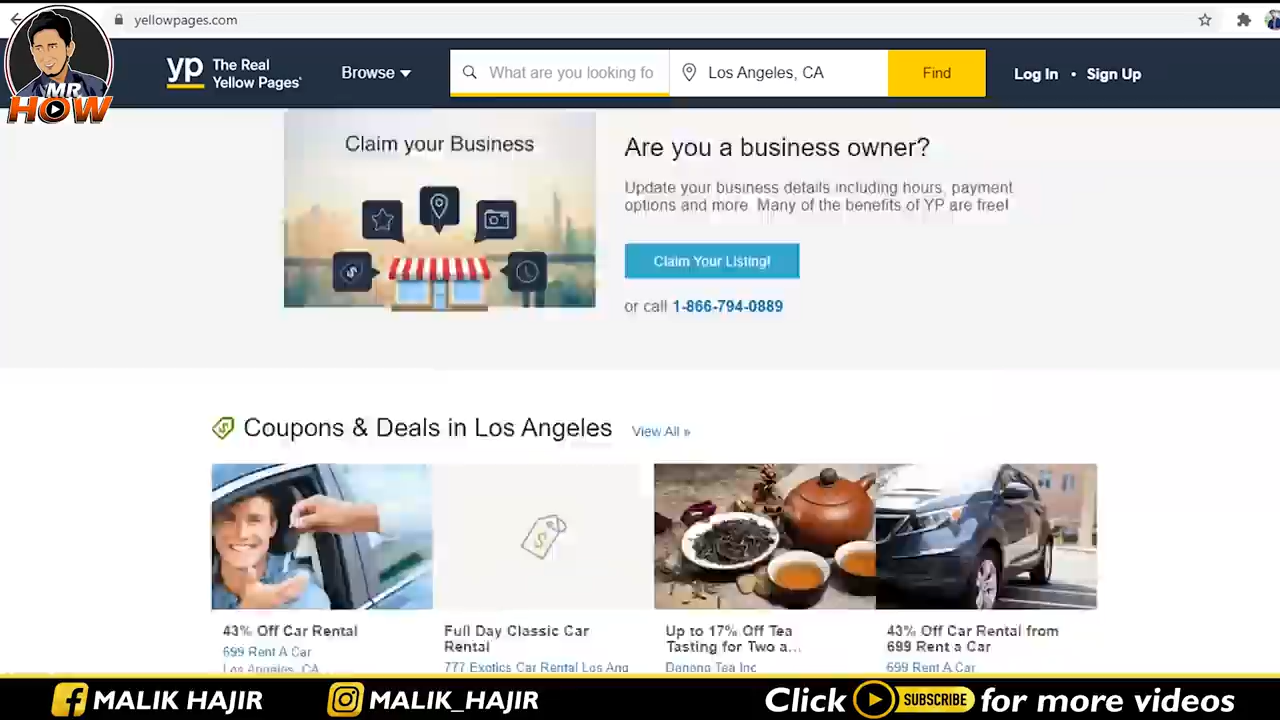 yellowpages.com
MR
HOW
yp The Real Yellow Pages®
Browse
What are you looking fo
Los Angeles, CA
Find
Log In • Sign Up
Claim your Business
Are you a business owner?
Update your business details including hours, payment
options and more. Many of the benefits of YP are free!
Claim Your Listing!
or call 1-866-794-0889
Coupons & Deals in Los Angeles View All »
43% Off Car Rental
699 Rent A Car
Los Angeles, CA
Full Day Classic Car
Rental
777 Exotics Car Rental Los Ang
Up to 17% Off Tea
Tasting for Two a...
Danong Tea Inc
43% Off Car Rental from
699 Rent a Car
699 Rent A Car
MALIK HAJIR
MALIK_HAJIR
Click SUBSCRIBE for more videos